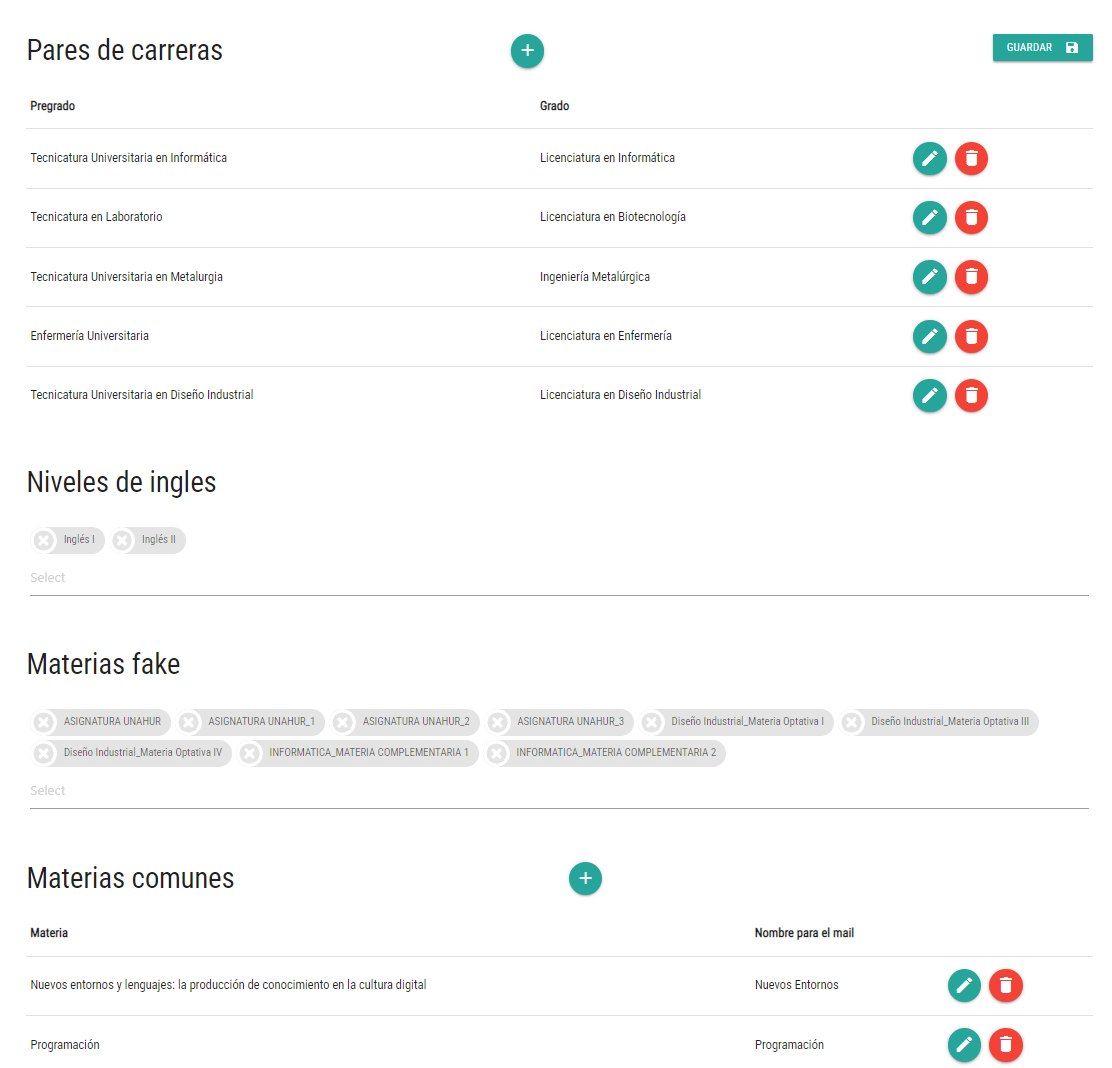 Pares de carreras
GUARDAR
Pregrado Grado
Tecnicatura Universitaria en Informática Licenciatura en Informática
Tecnicatura en Laboratorio Licenciatura en Biotecnología
Tecnicatura Universitaria en Metalurgia Ingeniería Metalúrgica
Enfermería Universitaria Licenciatura en Enfermería
Tecnicatura Universitaria en Diseño Industrial Licenciatura en Diseño Industrial
Niveles de ingles
Inglés I Inglés II
Select
Materias fake
ASIGNATURA UNAHUR ASIGNATURA UNAHUR_1 ASIGNATURA UNAHUR_2 ASIGNATURA UNAHUR_3 Diseño Industrial_Materia Optativa I Diseño Industrial_Materia Optativa III
Diseño Industrial_Materia Optativa IV INFORMATICA_MATERIA COMPLEMENTARIA 1 INFORMATICA_MATERIA COMPLEMENTARIA 2
Select
Materias comunes
Materia Nombre para el mail
Nuevos entornos y lenguajes: la producción de conocimiento en la cultura digital Nuevos Entornos
Programación Programación